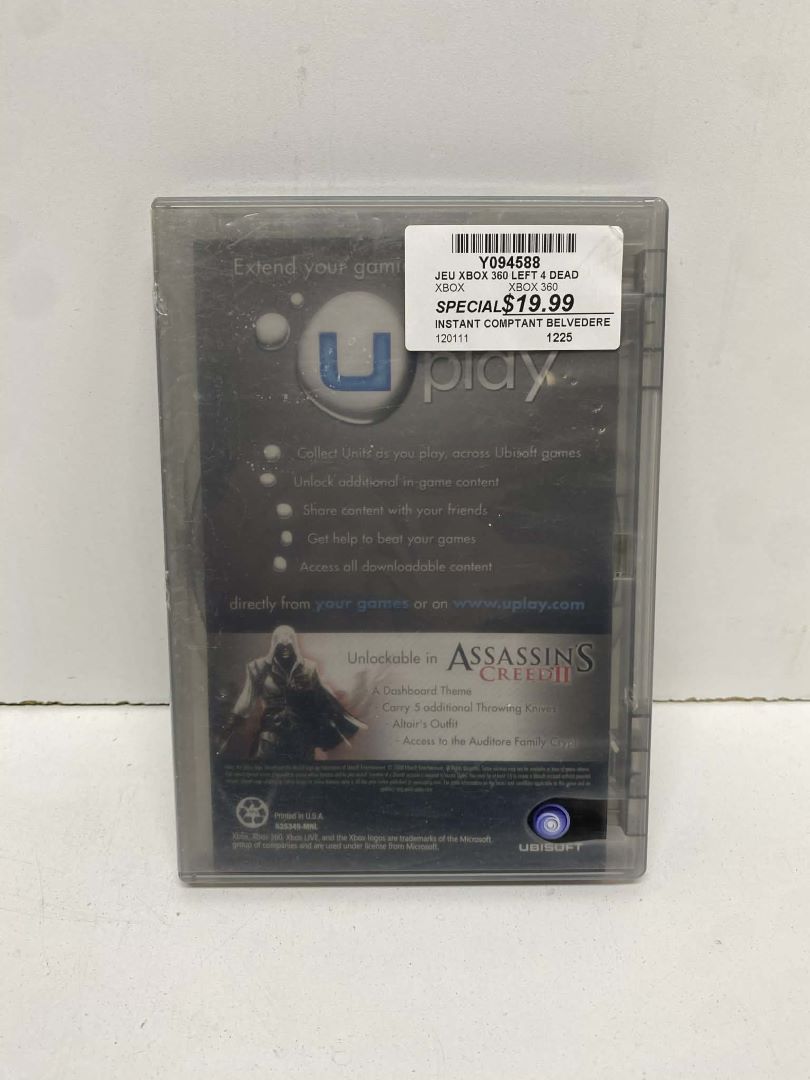 Y094588
JEU XBOX 360 LEFT 4 DEAD
XBOX XBOX 360
SPECIAL $19.99
INSTANT COMPTANT BELVEDERE
120111 1225
Extend your gami
u play
Collect Units as you play, across Ubisoft games
Unlock additional in-game content
Share content with your friends
Get help to beat your games
Access all downloadable content
directly from your games or on www.uplay.com
Unlockable in ASSASSIN'S CREED II
A Dashboard Theme
- Carry 5 additional Throwing Knives
- Altair's Outfit
- Access to the Auditore Family Crypt
Printed in U.S.A.
625349-MNL
Xbox, Xbox 360, Xbox LIVE, and the Xbox logos are trademarks of the Microsoft
group of companies and are used under license from Microsoft.
UBISOFT